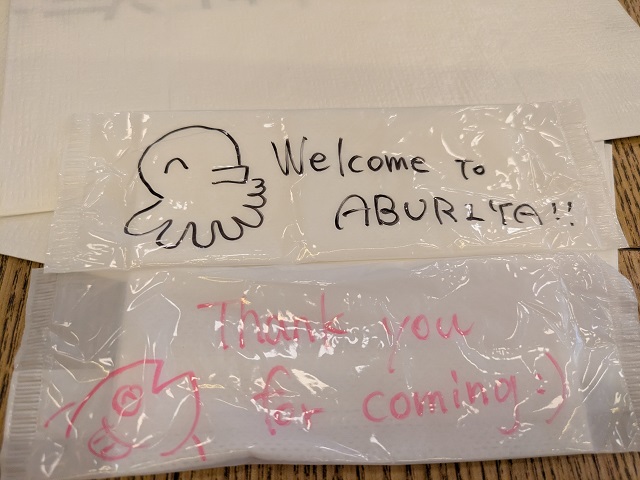 Welcome To
ABURIYA!!
Thank you
for coming :)